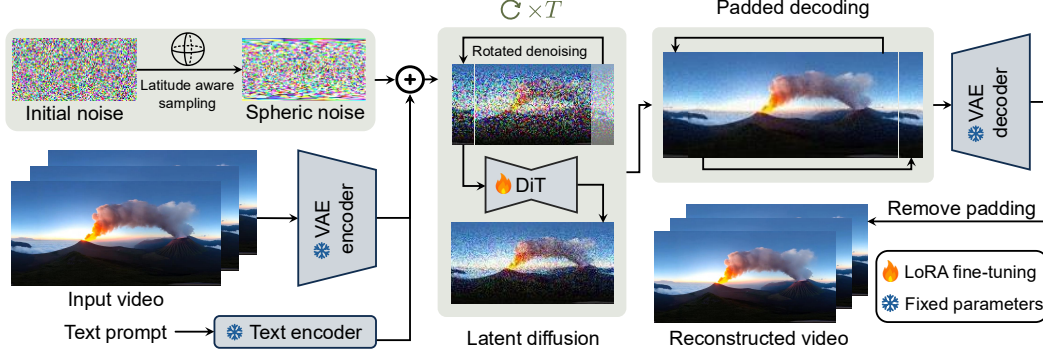 Initial noise
Latitude aware
sampling
Spheric noise
Input video
VAE
encoder
Text prompt
Text encoder
×T
Rotated denoising
DiT
Latent diffusion
Padded decoding
VAE
decoder
Remove padding
Reconstructed video
LoRA fine-tuning
Fixed parameters